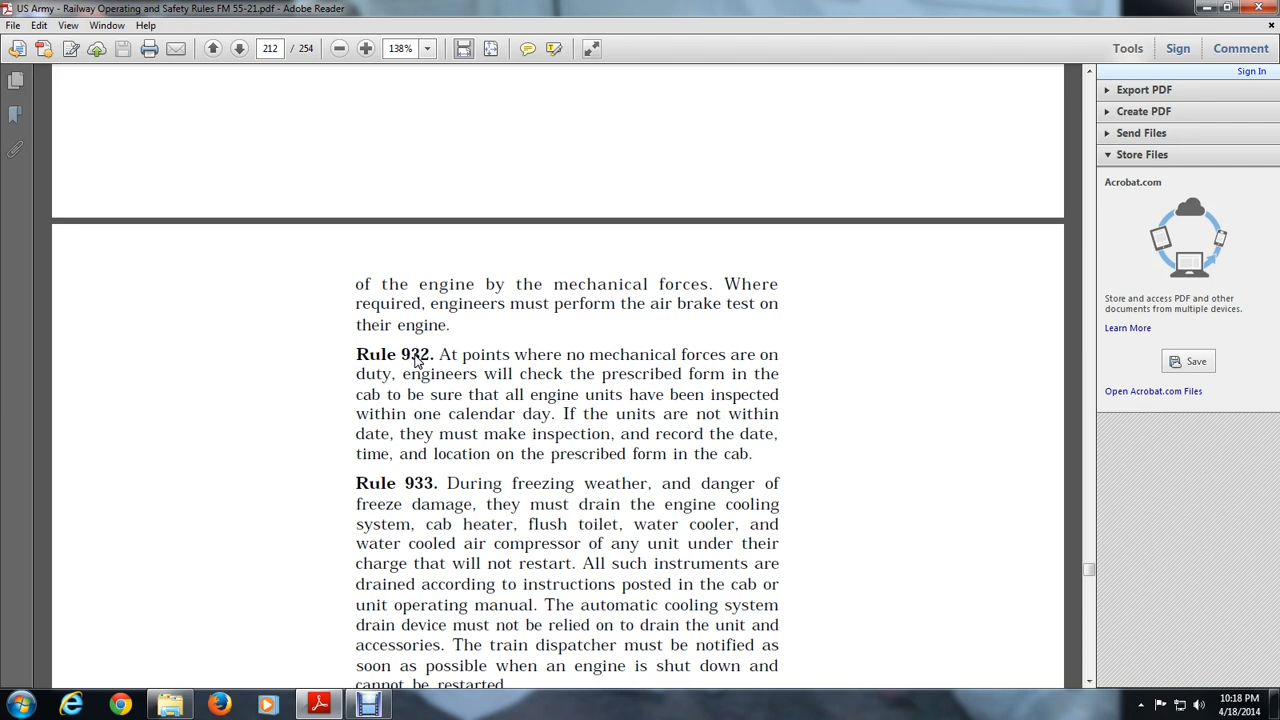 US Army - Railway Operating and Safety Rules FM 55-21.pdf - Adobe Reader
File Edit View Window Help
212 / 254 138% Tools Sign Comment
Sign In
Export PDF
Create PDF
Send Files
Store Files
Acrobat.com
Store and access PDF and other
documents from multiple devices.
Learn More
Save
Open Acrobat.com Files
of the engine by the mechanical forces. Where
required, engineers must perform the air brake test on
their engine.
Rule 932. At points where no mechanical forces are on
duty, engineers will check the prescribed form in the
cab to be sure that all engine units have been inspected
within one calendar day. If the units are not within
date, they must make inspection, and record the date,
time, and location on the prescribed form in the cab.
Rule 933. During freezing weather, and danger of
freeze damage, they must drain the engine cooling
system, cab heater, flush toilet, water cooler, and
water cooled air compressor of any unit under their
charge that will not restart. All such instruments are
drained according to instructions posted in the cab or
unit operating manual. The automatic cooling system
drain device must not be relied on to drain the unit and
accessories. The train dispatcher must be notified as
soon as possible when an engine is shut down and
cannot be restarted
10:18 PM
4/18/2014